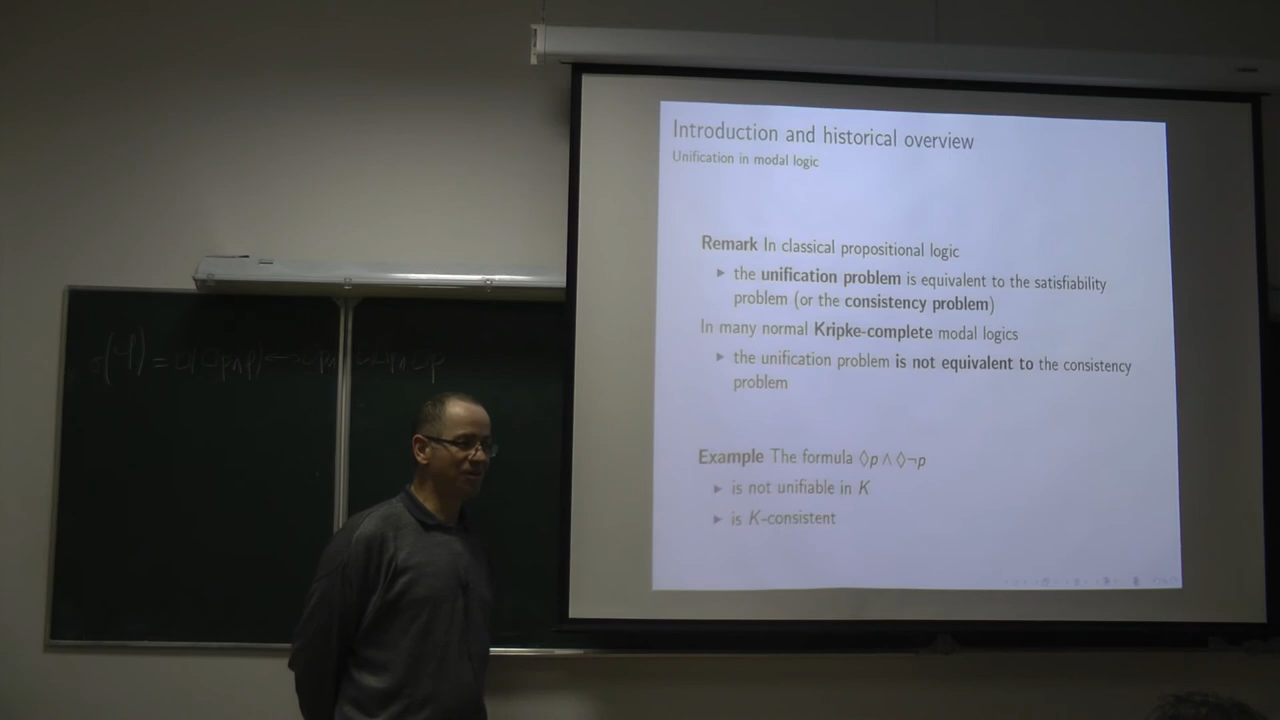 Introduction and historical overview
Unification in modal logic
Remark In classical propositional logic
▶ the unification problem is equivalent to the satisfiability
problem (or the consistency problem)
In many normal Kripke-complete modal logics
▶ the unification problem is not equivalent to the consistency
problem
Example The formula ◊p ∧ ◊¬p
▶ is not unifiable in K
▶ is K-consistent